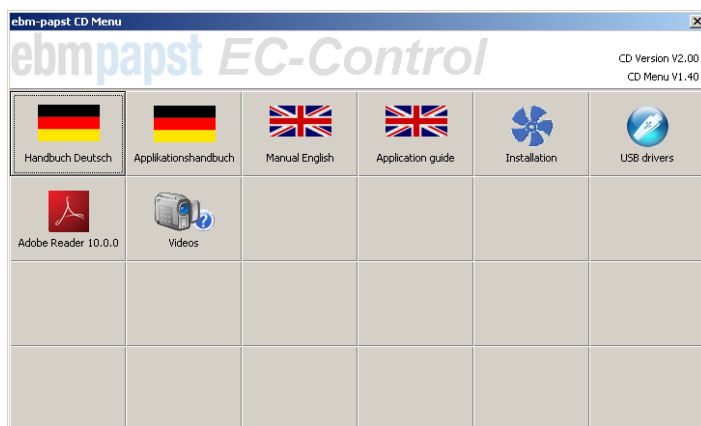 ebm-papst CD Menu
ebmpapst EC-Control
CD Version V2.00
CD Menu V1.40
Handbuch Deutsch
Applikationshandbuch
Manual English
Application guide
Installation
USB drivers
Adobe Reader 10.0.0
Videos